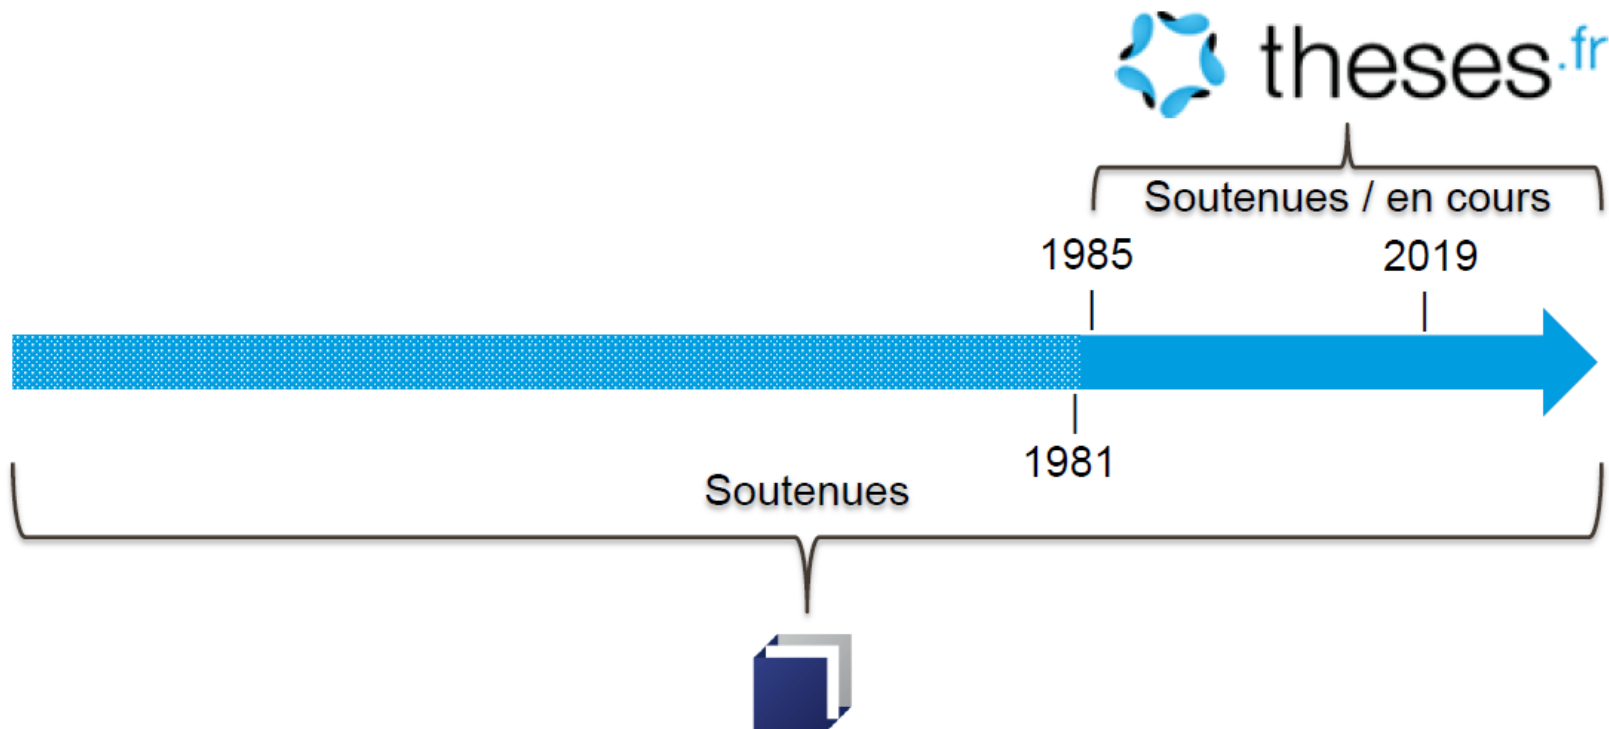 theses.fr
Soutenues / en cours
1985 2019
1981
Soutenues